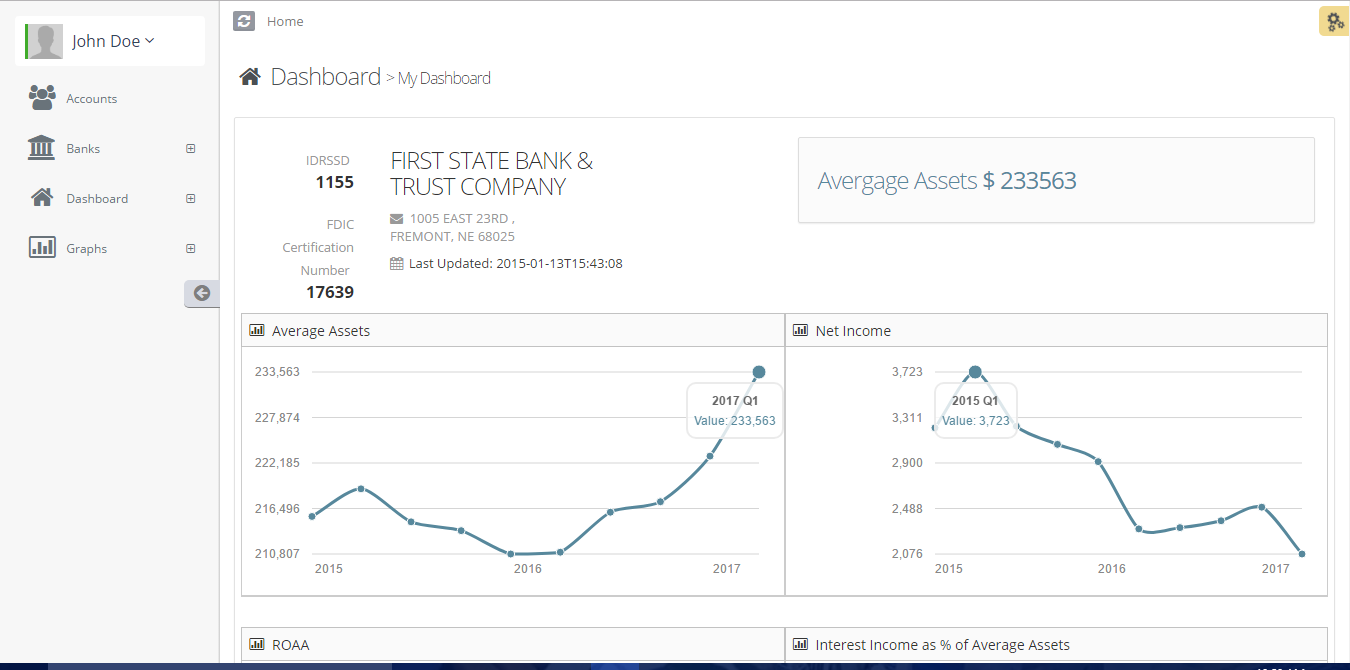 John Doe
Accounts
Banks
Dashboard
Graphs
Home
Dashboard > My Dashboard
IDRSSD
1155
FDIC
Certification
Number
17639
FIRST STATE BANK &
TRUST COMPANY
1005 EAST 23RD ,
FREMONT, NE 68025
Last Updated: 2015-01-13T15:43:08
Avergage Assets $ 233563
Average Assets
233,563
227,874
222,185
216,496
210,807
2015
2016
2017
2017 Q1
Value: 233,563
Net Income
3,723
3,311
2,900
2,488
2,076
2015
2016
2017
2015 Q1
Value: 3,723
ROAA
Interest Income as % of Average Assets